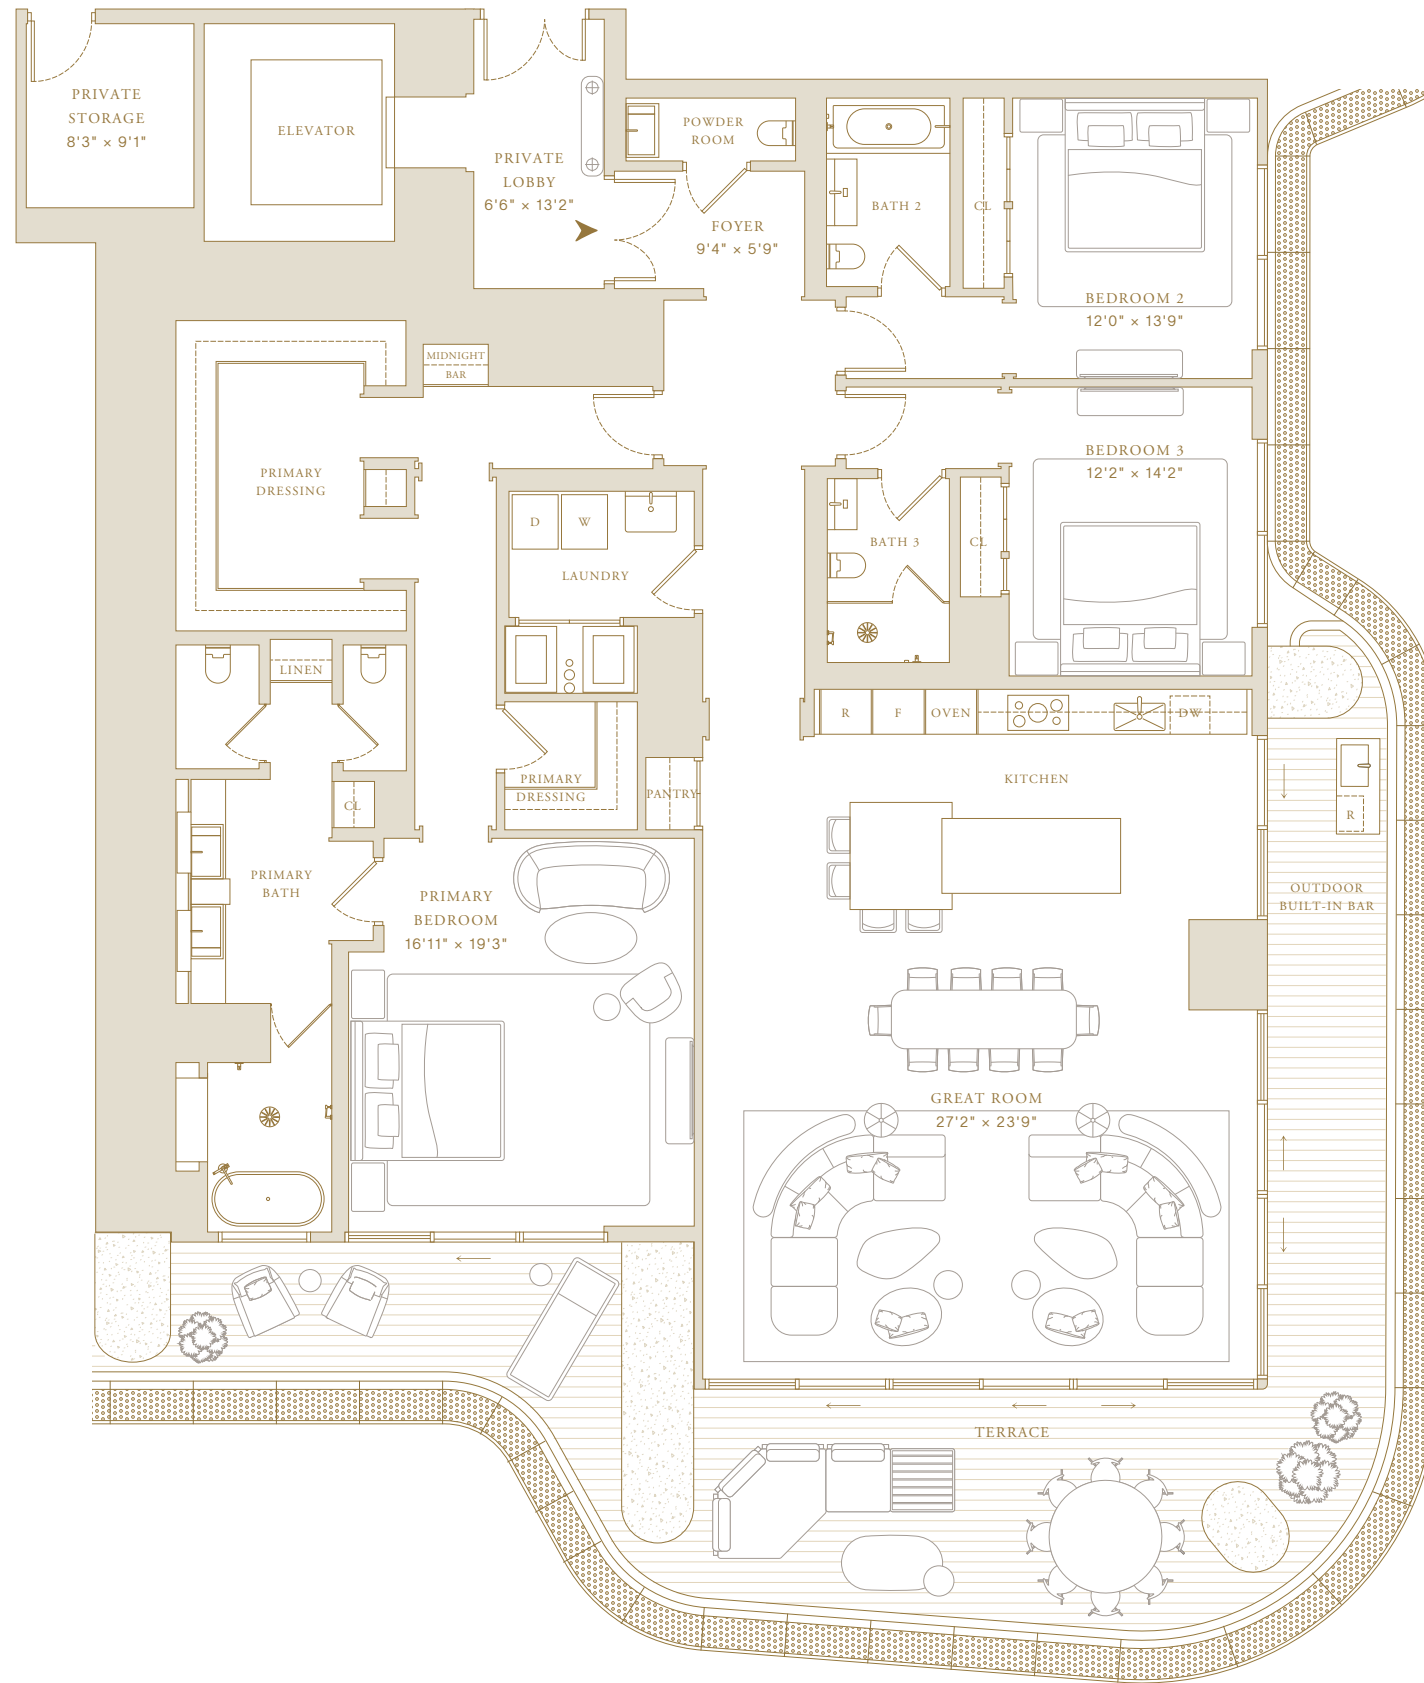 PRIVATE
STORAGE
8'3" × 9'1"
ELEVATOR
PRIVATE
LOBBY
6'6" × 13'2"
POWDER
ROOM
FOYER
9'4" × 5'9"
BATH 2
CL
BEDROOM 2
12'0" × 13'9"
MIDNIGHT
BAR
BEDROOM 3
12'2" × 14'2"
PRIMARY
DRESSING
D
W
LAUNDRY
BATH 3
CL
LINEN
R
F
OVEN
DW
PRIMARY
DRESSING
PANTRY
KITCHEN
CL
R
PRIMARY
BATH
PRIMARY
BEDROOM
16'11" × 19'3"
OUTDOOR
BUILT-IN BAR
GREAT ROOM
27'2" × 23'9"
TERRACE